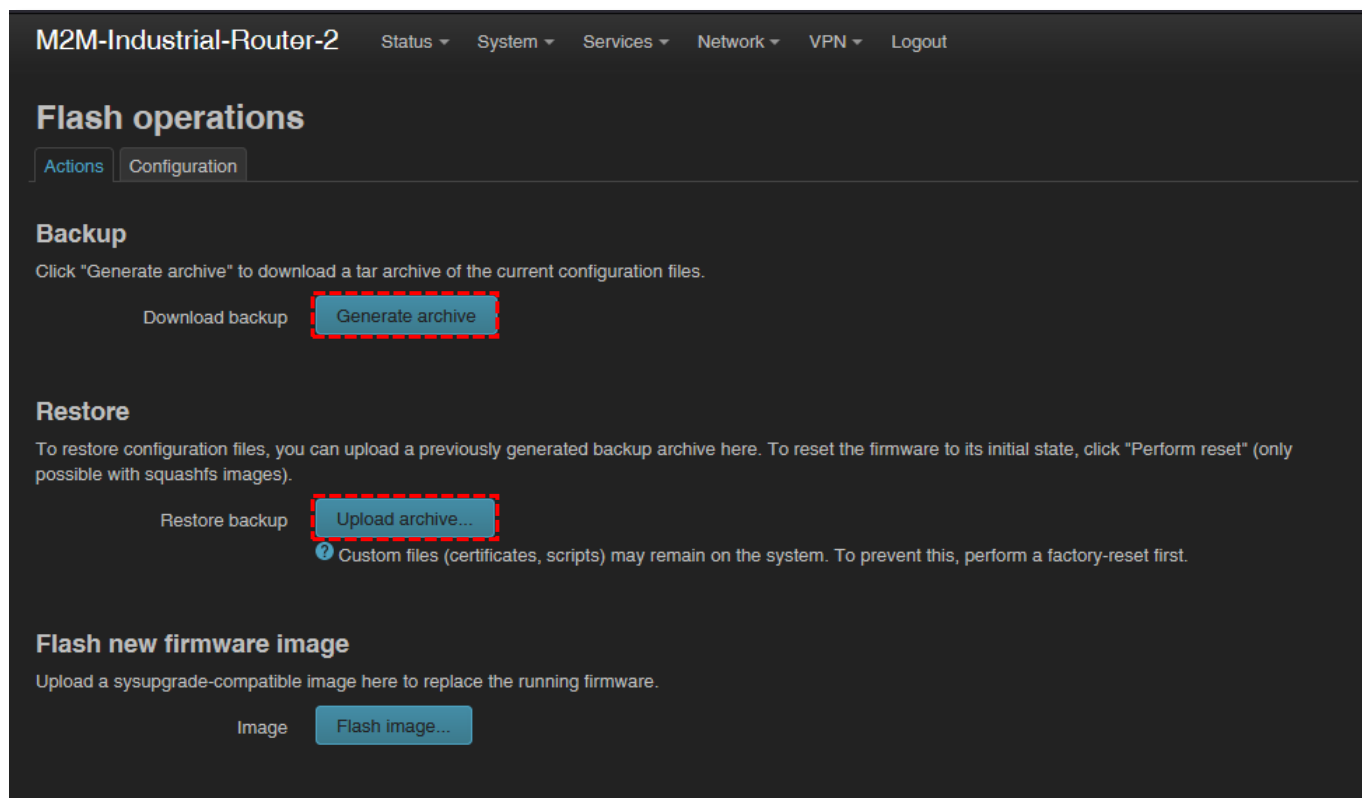 M2M-Industrial-Router-2 Status System Services Network VPN Logout
Flash operations
Actions Configuration
Backup
Click "Generate archive" to download a tar archive of the current configuration files.
Download backup Generate archive
Restore
To restore configuration files, you can upload a previously generated backup archive here. To reset the firmware to its initial state, click "Perform reset" (only
possible with squashfs images).
Restore backup Upload archive...
? Custom files (certificates, scripts) may remain on the system. To prevent this, perform a factory-reset first.
Flash new firmware image
Upload a sysupgrade-compatible image here to replace the running firmware.
Image Flash image...